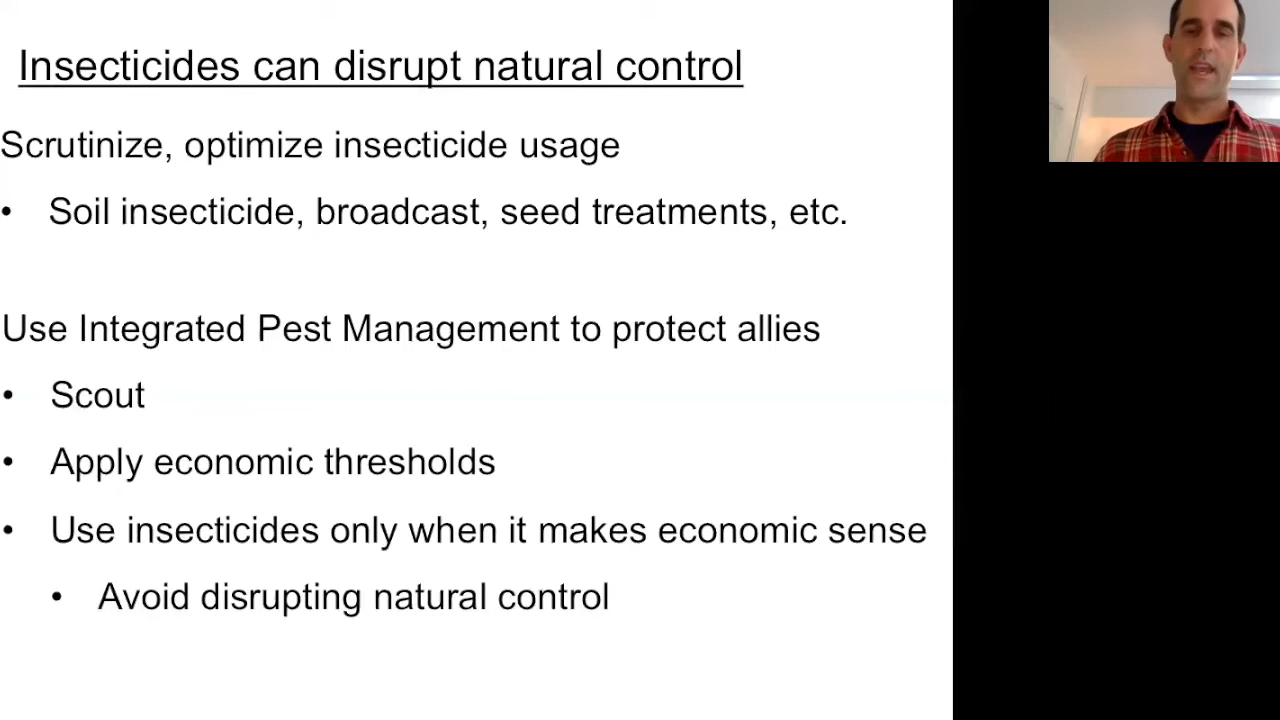 Insecticides can disrupt natural control
Scrutinize, optimize insecticide usage
• Soil insecticide, broadcast, seed treatments, etc.
Use Integrated Pest Management to protect allies
• Scout
• Apply economic thresholds
• Use insecticides only when it makes economic sense
• Avoid disrupting natural control